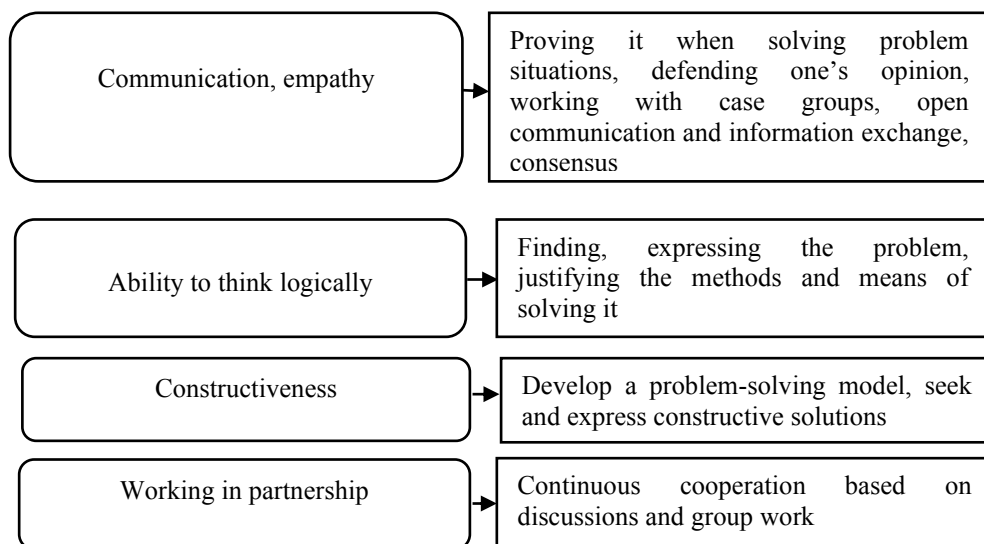 Communication, empathy
Proving it when solving problem
situations, defending one’s opinion,
working with case groups, open
communication and information exchange,
consensus
Ability to think logically
Finding, expressing the problem,
justifying the methods and means of
solving it
Constructiveness
Develop a problem-solving model, seek
and express constructive solutions
Working in partnership
Continuous cooperation based on
discussions and group work